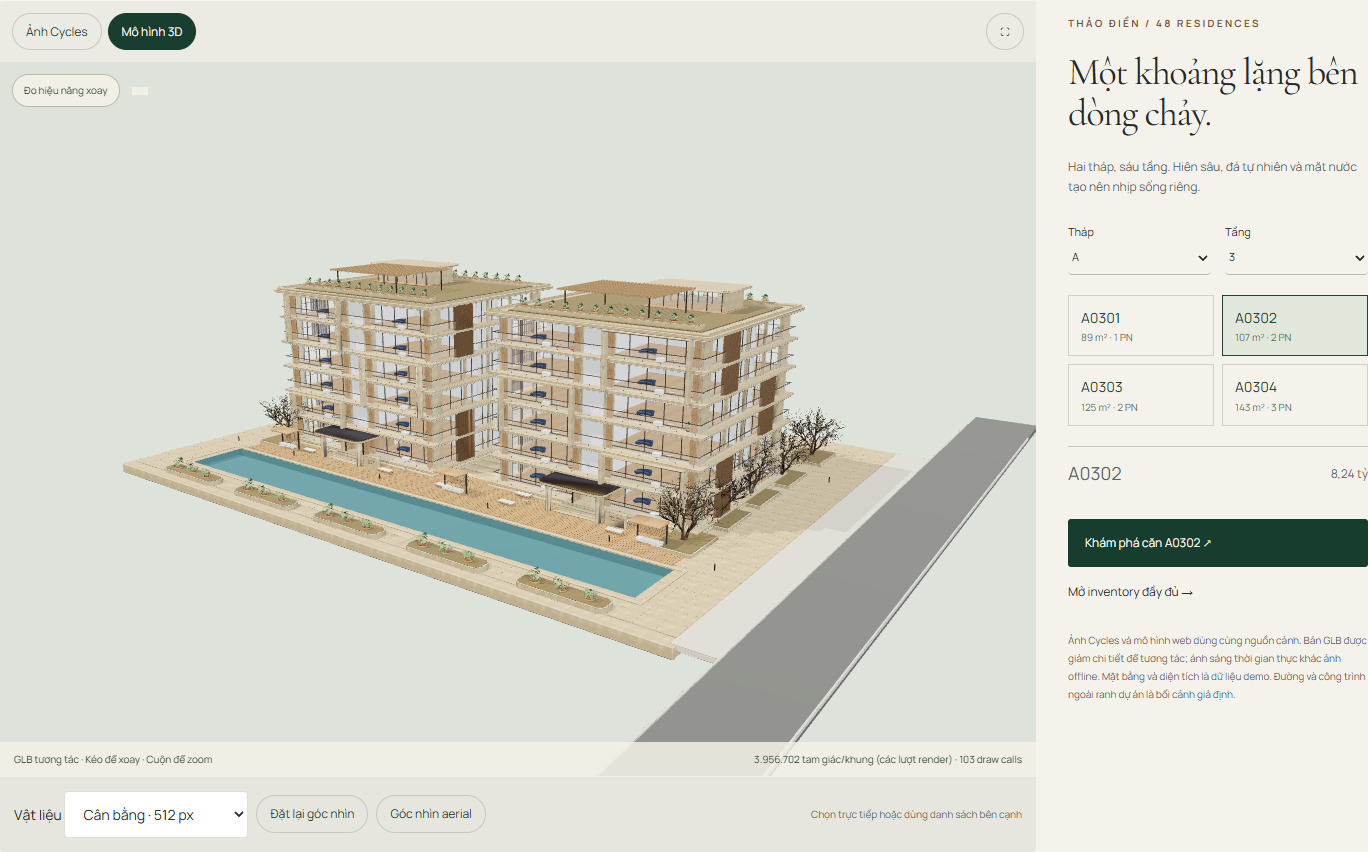 Ảnh Cycles
Mô hình 3D
Đo hiệu năng xoay
GLB tương tác · Kéo để xoay · Cuộn để zoom
3.956.702 tam giác/khung (các lượt render) · 103 draw calls
Vật liệu
Cân bằng · 512 px
Đặt lại góc nhìn
Góc nhìn aerial
Chọn trực tiếp hoặc dùng danh sách bên cạnh
THẢO ĐIỀN / 48 RESIDENCES
Một khoảng lặng bên
dòng chảy.
Hai tháp, sáu tầng. Hiên sâu, đá tự nhiên và mặt nước
tạo nên nhịp sống riêng.
Tháp
Tầng
A
3
A0301
89 m² · 1 PN
A0302
107 m² · 2 PN
A0303
125 m² · 2 PN
A0304
143 m² · 3 PN
A0302
8,24 tỷ
Khám phá căn A0302 ↗
Mở inventory đầy đủ →
Ảnh Cycles và mô hình web dùng cùng nguồn cảnh. Bản GLB được
giảm chi tiết để tương tác; ánh sáng thời gian thực khác ảnh
offline. Mặt bằng và diện tích là dữ liệu demo. Đường và công trình
ngoài ranh dự án là bối cảnh giả định.